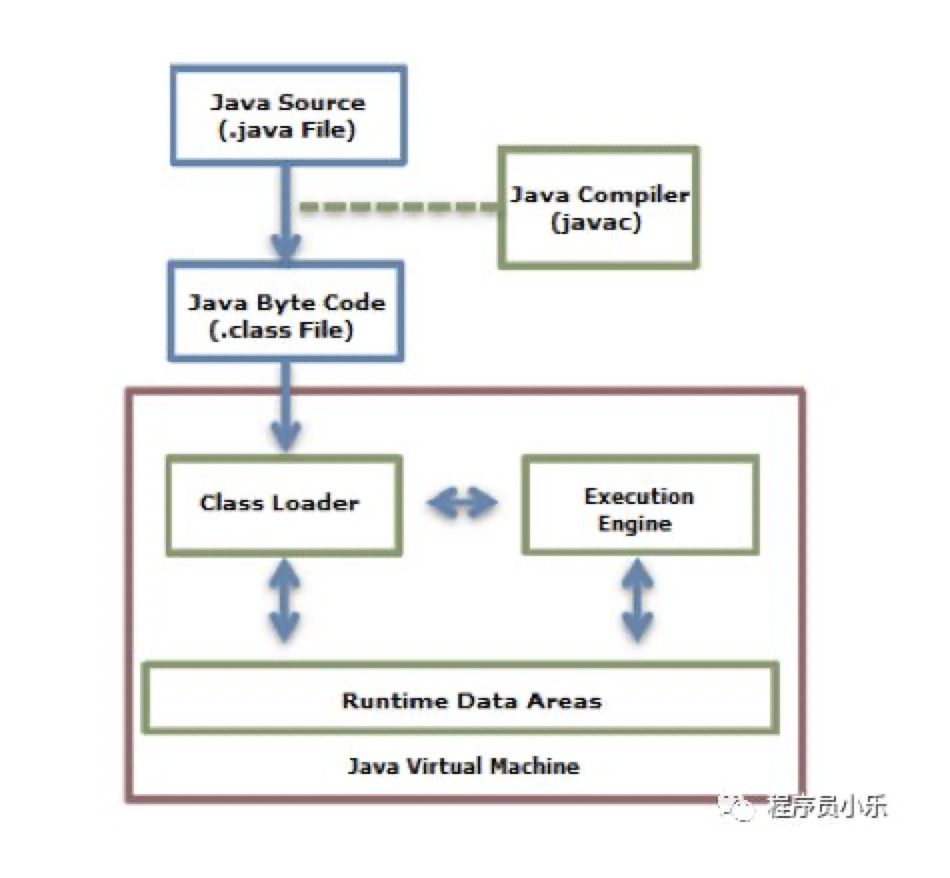 Java Source
(.java File)
Java Compiler
(javac)
Java Byte Code
(.class File)
Class Loader
Execution
Engine
Runtime Data Areas
Java Virtual Machine
程序员小乐